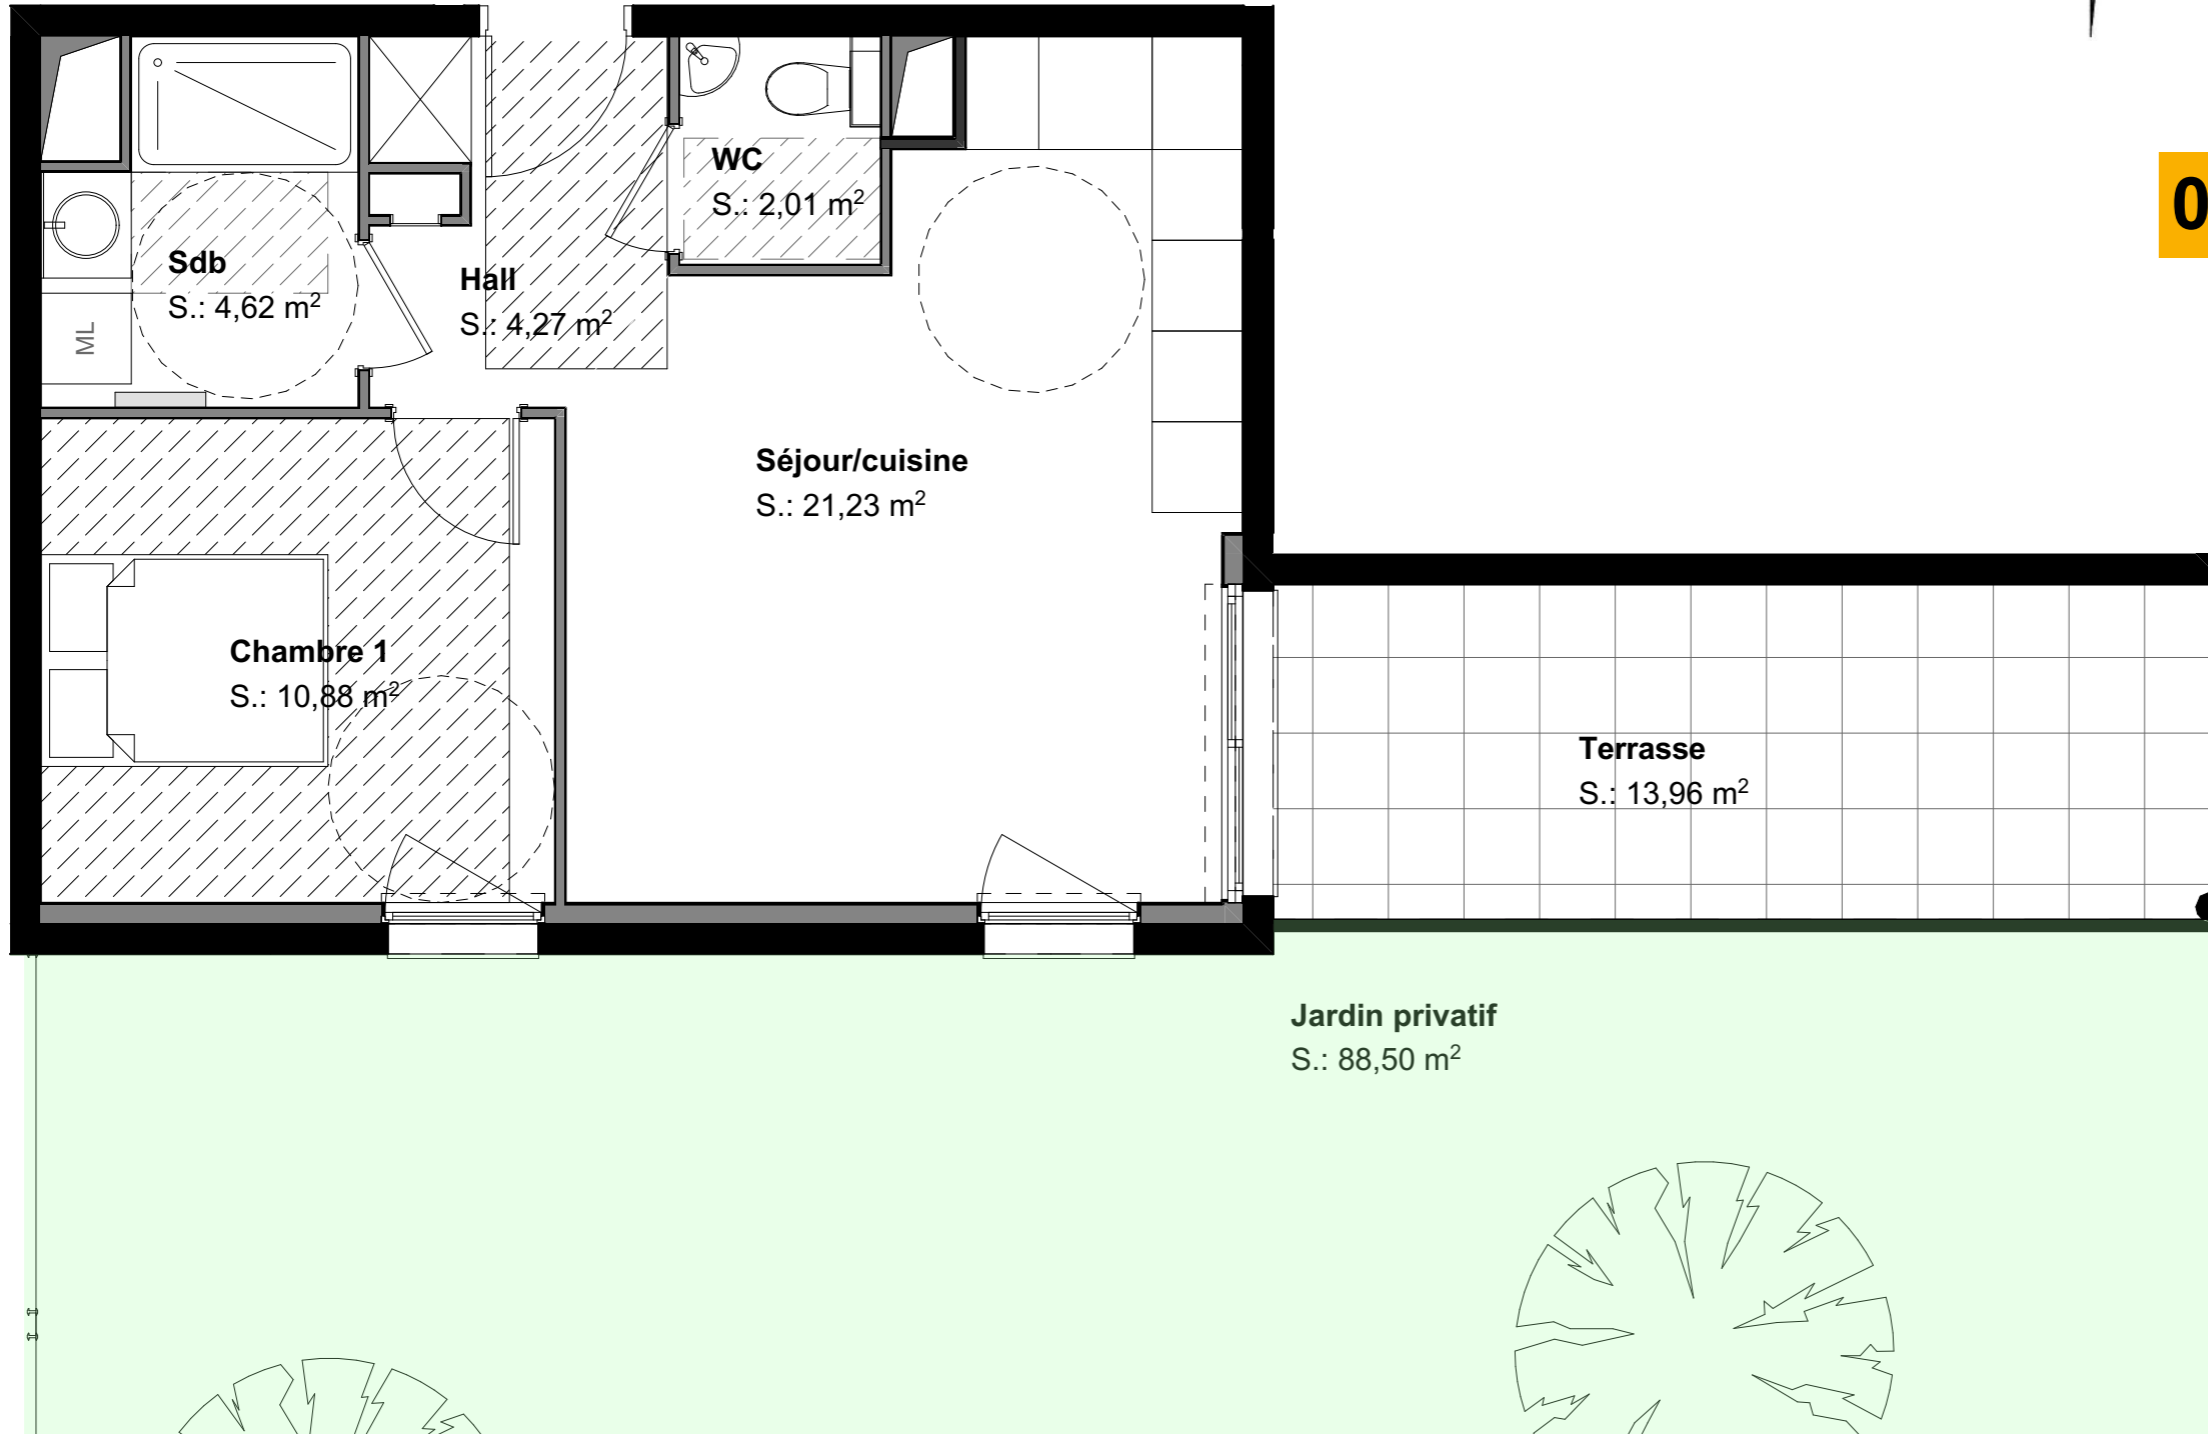 WC
S.: 2,01 m²
0
Sdb
S.: 4,62 m²
Hall
S.: 4,27 m²
ML
Séjour/cuisine
S.: 21,23 m²
Chambre 1
S.: 10,88 m²
Terrasse
S.: 13,96 m²
Jardin privatif
S.: 88,50 m²